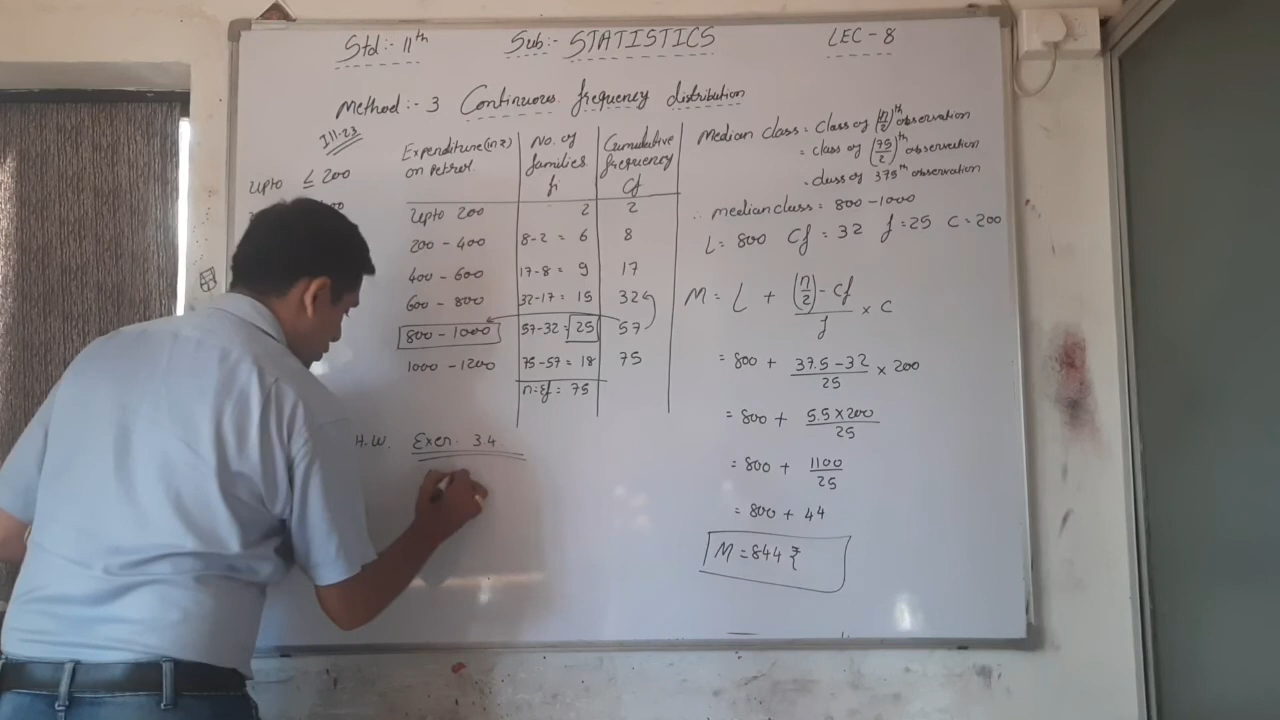 Std:- 11th Sub:- STATISTICS LEC-8
Method:- 3 Continuous frequency distribution
Ill-23
Upto ≤ 200
Expenditure (in ₹) on Petrol No. of families fi Cumulative frequency Cf
Upto 200 2 2
200 - 400 8-2 = 6 8
400 - 600 17-8 = 9 17
600 - 800 32-17 = 15 32
800 - 1000 57-32 = 25 57
1000 - 1200 75-57 = 18 75
n=Σf = 75
H.W. Exer. 3.4
Median class = Class of (n/2)th observation
= class of (75/2)th observation
= class of 37.5th observation
∴ median class = 800 - 1000
L = 800 Cf = 32 f = 25 C = 200
M = L + ((n/2) - Cf)/f × C
= 800 + (37.5 - 32)/25 × 200
= 800 + (5.5 × 200)/25
= 800 + 1100/25
= 800 + 44
M = 844 ₹